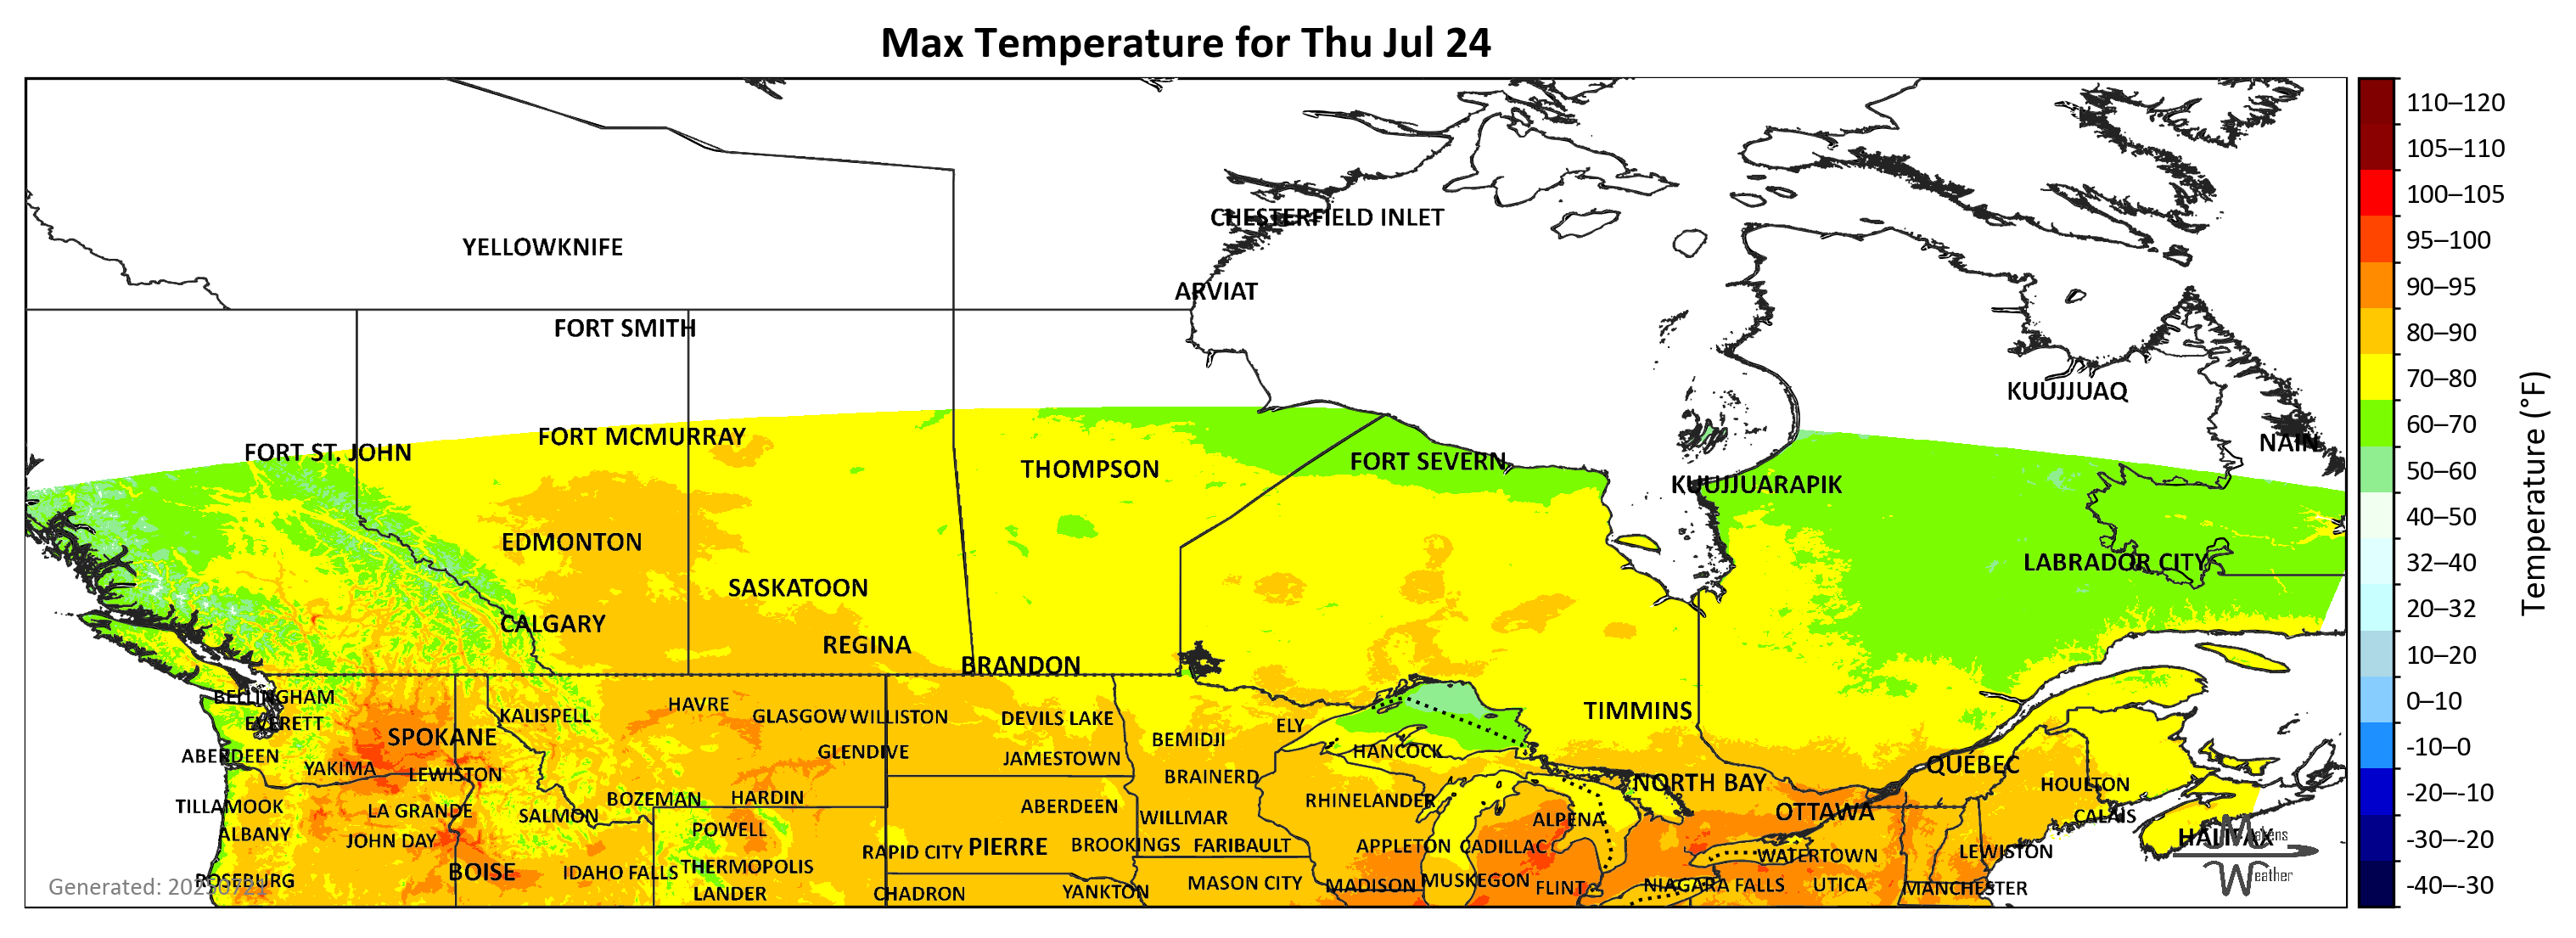 Max Temperature for Thu Jul 24
CHESTERFIELD INLET
YELLOWKNIFE
ARVIAT
FORT SMITH
KUUJJUAQ
FORT MCMURRAY
NAIN
FORT ST. JOHN
FORT SEVERN
THOMPSON
KUUJJUARAPIK
EDMONTON
LABRADOR CITY
SASKATOON
CALGARY
REGINA
BRANDON
BELLINGHAM
HAVRE
TIMMINS
KALISPELL
GLASGOW WILLISTON
DEVILS LAKE
EVERETT
ELY
SPOKANE
BEMIDJI
ABERDEEN
GLENDIVE
HANCOCK
JAMESTOWN
QUEBEC
YAKIMA
LEWISTON
BRAINERD
NORTH BAY
HOULTON
BOZEMAN
HARDIN
RHINELANDER
TILLAMOOK
ABERDEEN
LA GRANDE
SALMON
WILLMAR
OTTAWA
CALAIS
ALPENA
POWELL
ALBANY
JOHN DAY
HALIFAX
PIERRE
BROOKINGS
FARIBAULT
APPLETON
CADILLAC
RAPID CITY
LEWISTON
WATERTOWN
THERMOPOLIS
BOISE
IDAHO FALLS
ROSEBURG
MASON CITY
MADISON
MUSKEGON
FLINT
NIAGARA FALLS
UTICA
MANCHESTER
LANDER
CHADRON
YANKTON
Makens
Weather
110–120
105–110
100–105
95–100
90–95
80–90
70–80
60–70
50–60
40–50
32–40
20–32
10–20
0–10
-10–0
-20–-10
-30–-20
-40–-30
Temperature (°F)